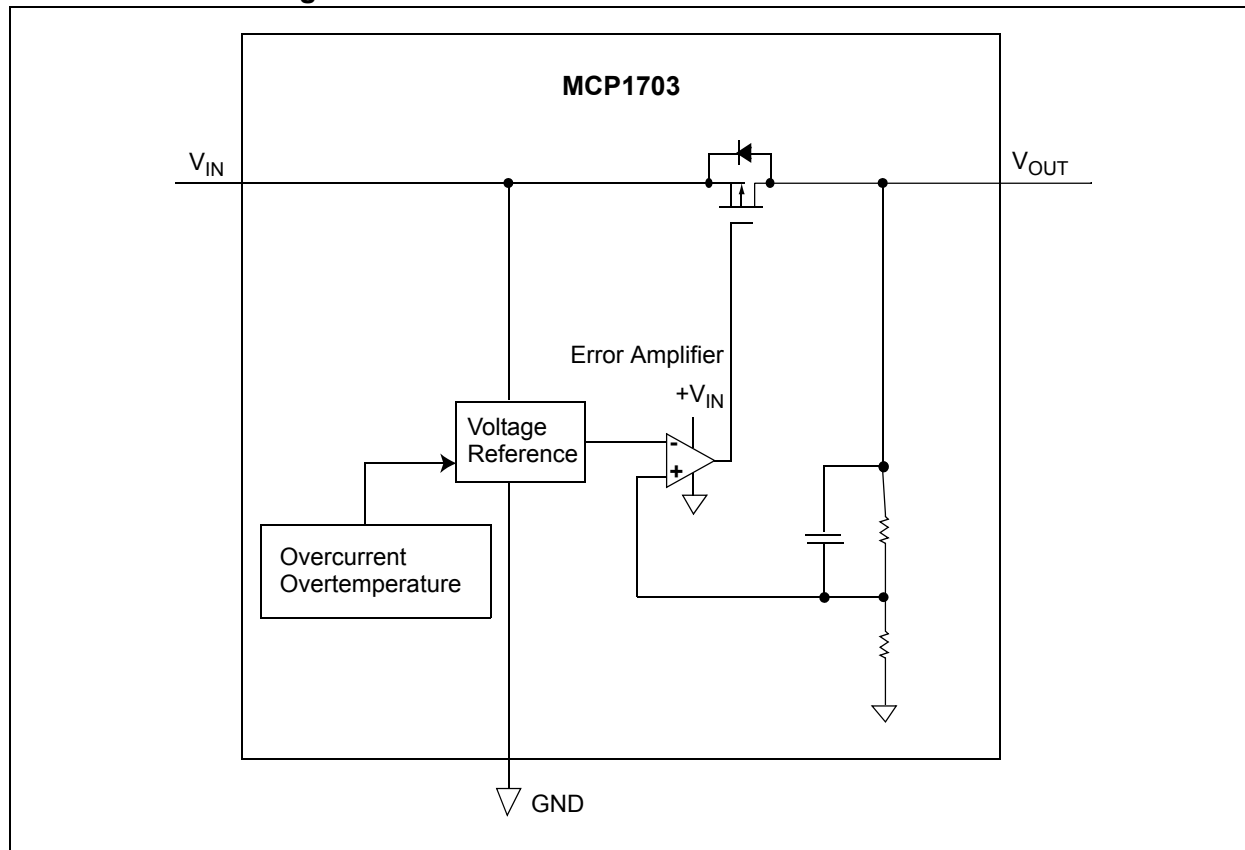 MCP1703
V_IN
V_OUT
Error Amplifier
+V_IN
Voltage
Reference
-
+
Overcurrent
Overtemperature
GND